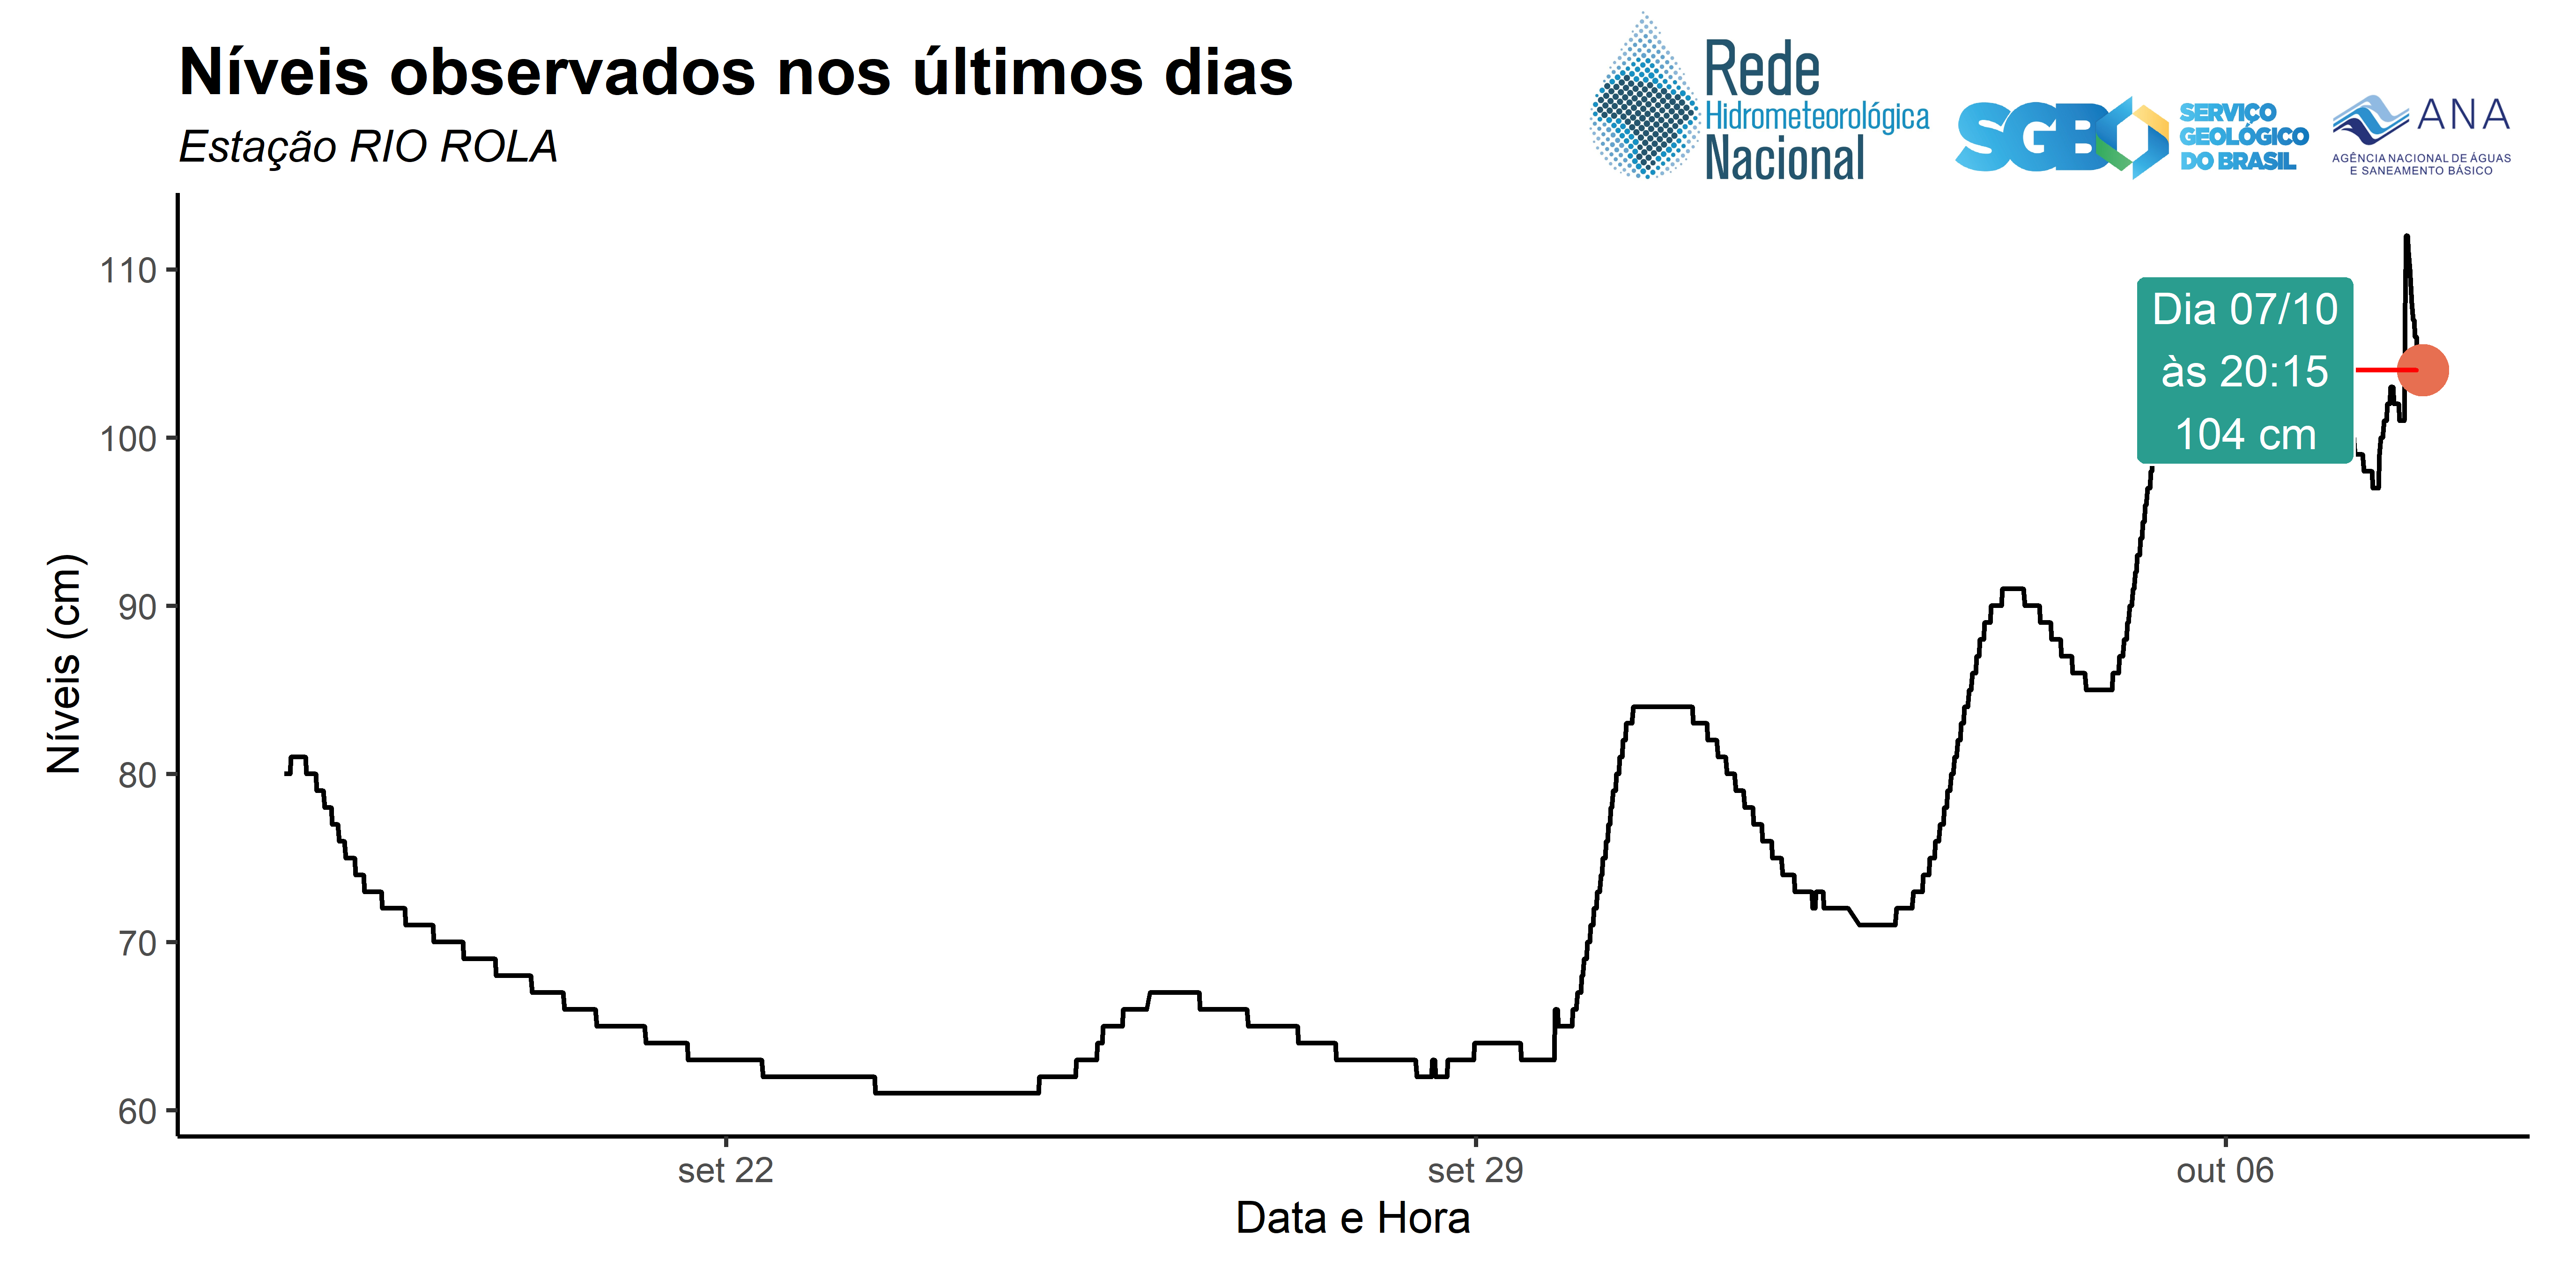 Níveis observados nos últimos dias
Estação RIO ROLA
Rede
Hidrometeorológica
Nacional
SGB
SERVIÇO
GEOLÓGICO
DO BRASIL
ANA
AGÊNCIA NACIONAL DE ÁGUAS
E SANEAMENTO BÁSICO
110
100
90
80
70
60
Níveis (cm)
Dia 07/10
às 20:15
104 cm
set 22
set 29
out 06
Data e Hora